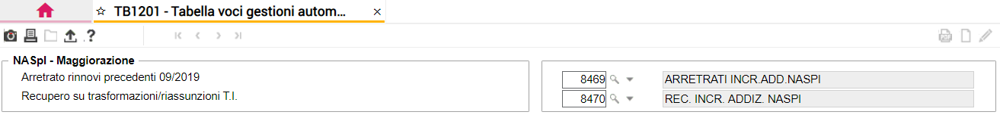 TB1201 - Tabella voci gestioni autom...
NASpI - Maggiorazione
Arretrato rinnovi precedenti 09/2019
8469 ARRETRATI INCR.ADD.NASPI
Recupero su trasformazioni/riassunzioni T.I.
8470 REC. INCR. ADDIZ. NASPI